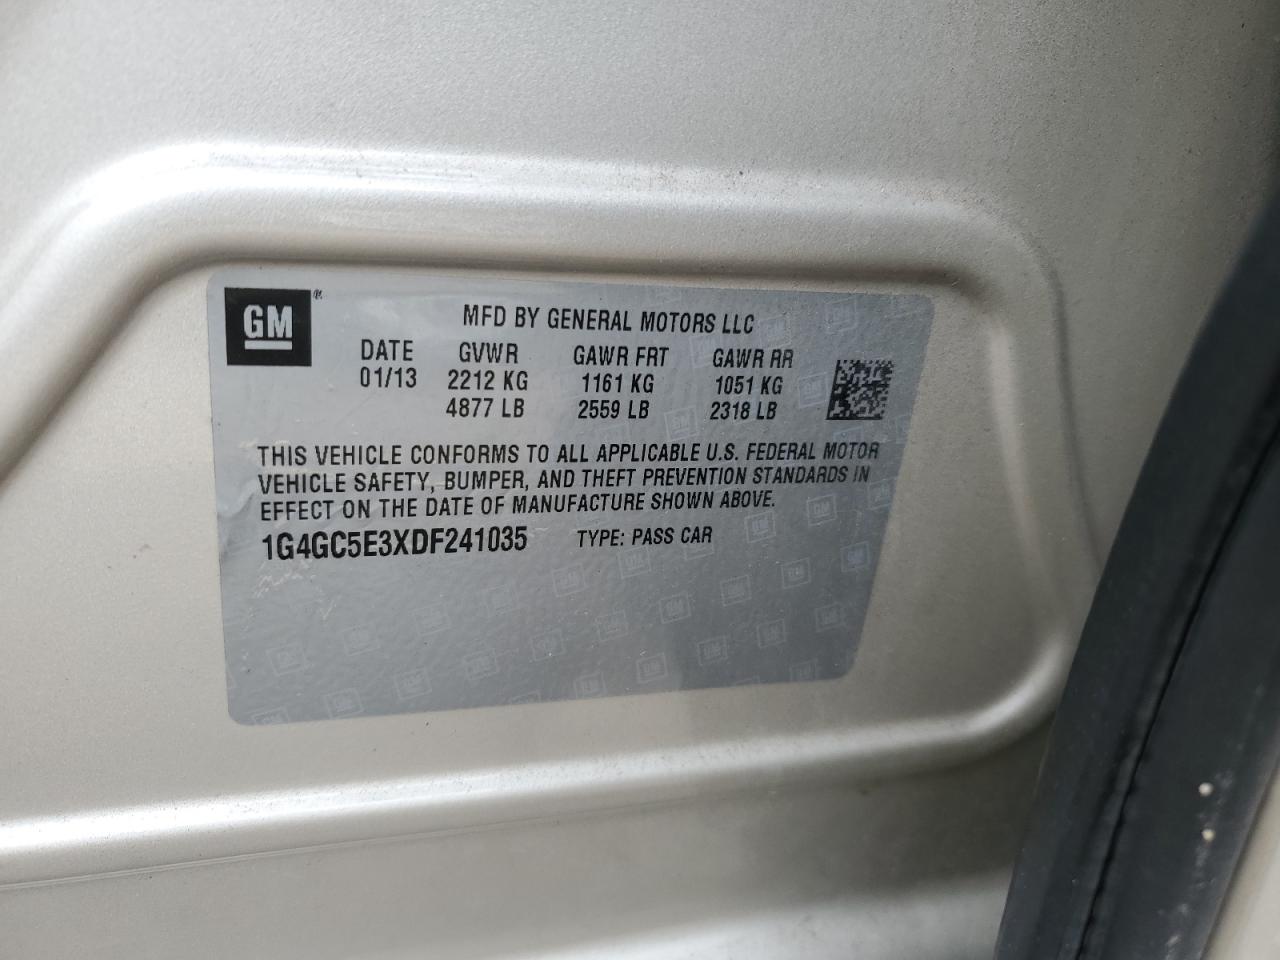 GM®
MFD BY GENERAL MOTORS LLC
DATE GVWR GAWR FRT GAWR RR
01/13 2212 KG 1161 KG 1051 KG
4877 LB 2559 LB 2318 LB
THIS VEHICLE CONFORMS TO ALL APPLICABLE U.S. FEDERAL MOTOR
VEHICLE SAFETY, BUMPER, AND THEFT PREVENTION STANDARDS IN
EFFECT ON THE DATE OF MANUFACTURE SHOWN ABOVE.
1G4GC5E3XDF241035 TYPE: PASS CAR